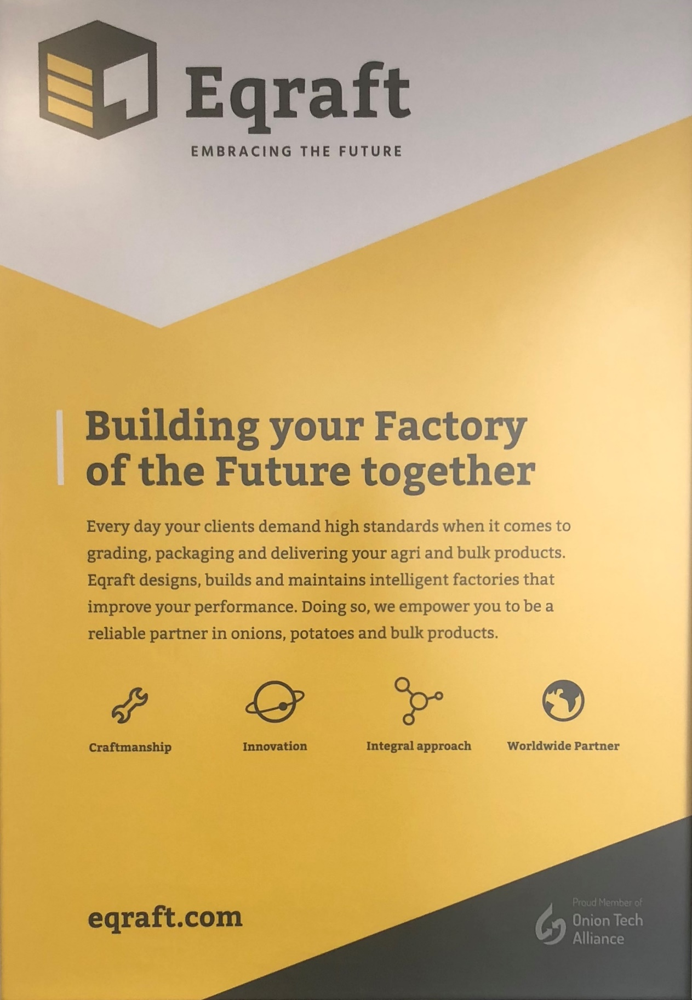 Eqraft
EMBRACING THE FUTURE
Building your Factory
of the Future together
Every day your clients demand high standards when it comes to
grading, packaging and delivering your agri and bulk products.
Eqraft designs, builds and maintains intelligent factories that
improve your performance. Doing so, we empower you to be a
reliable partner in onions, potatoes and bulk products.
Craftmanship
Innovation
Integral approach
Worldwide Partner
eqraft.com
Proud Member of
Onion Tech
Alliance